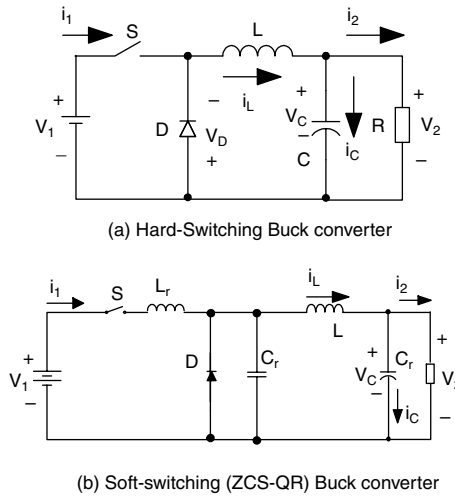 i1 S L i2
+ − iL + +
V1 D VD VC R V2
− + − C iC −
(a) Hard-Switching Buck converter
i1 S Lr iL i2
L
+ D Cr + Cr +
V1 VC V
− − iC −
(b) Soft-switching (ZCS-QR) Buck converter